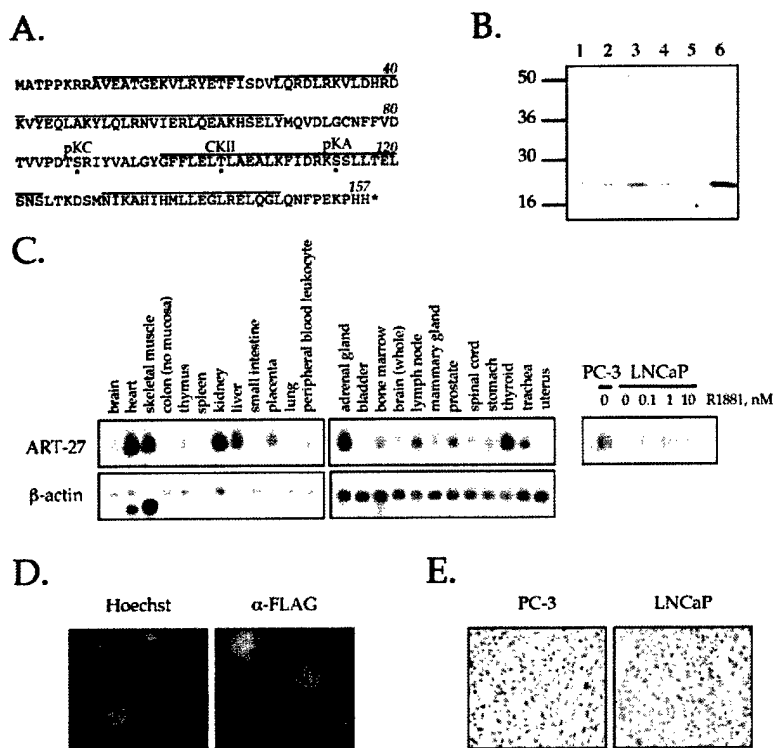 A.
40
MATPPKRRAVEATGEKVLRYETFISDVLQRDLRKVLDHRD
80
KVYEQLAKYLQLRNVIERLQEAKHSELYMQVDLGCNFFVD
pKC CKII pKA
TVVPDTSRIYVALGYGFFLELTLAEALKFIDRKSSLLTEL 120
157
SNSLTKDSMNIKAHIHMLLEGLRELQGLQNFPEKPHH*
B.
1 2 3 4 5 6
50
36
30
16
C.
brain
heart
skeletal muscle
colon (no mucosa)
thymus
spleen
kidney
liver
small intestine
placenta
lung
peripheral blood leukocyte
adrenal gland
bladder
bone marrow
brain (whole)
lymph node
mammary gland
prostate
spinal cord
stomach
thyroid
trachea
uterus
PC-3 LNCaP
0 0 0.1 1 10 R1881, nM
ART-27
β-actin
D.
Hoechst α-FLAG
E.
PC-3 LNCaP